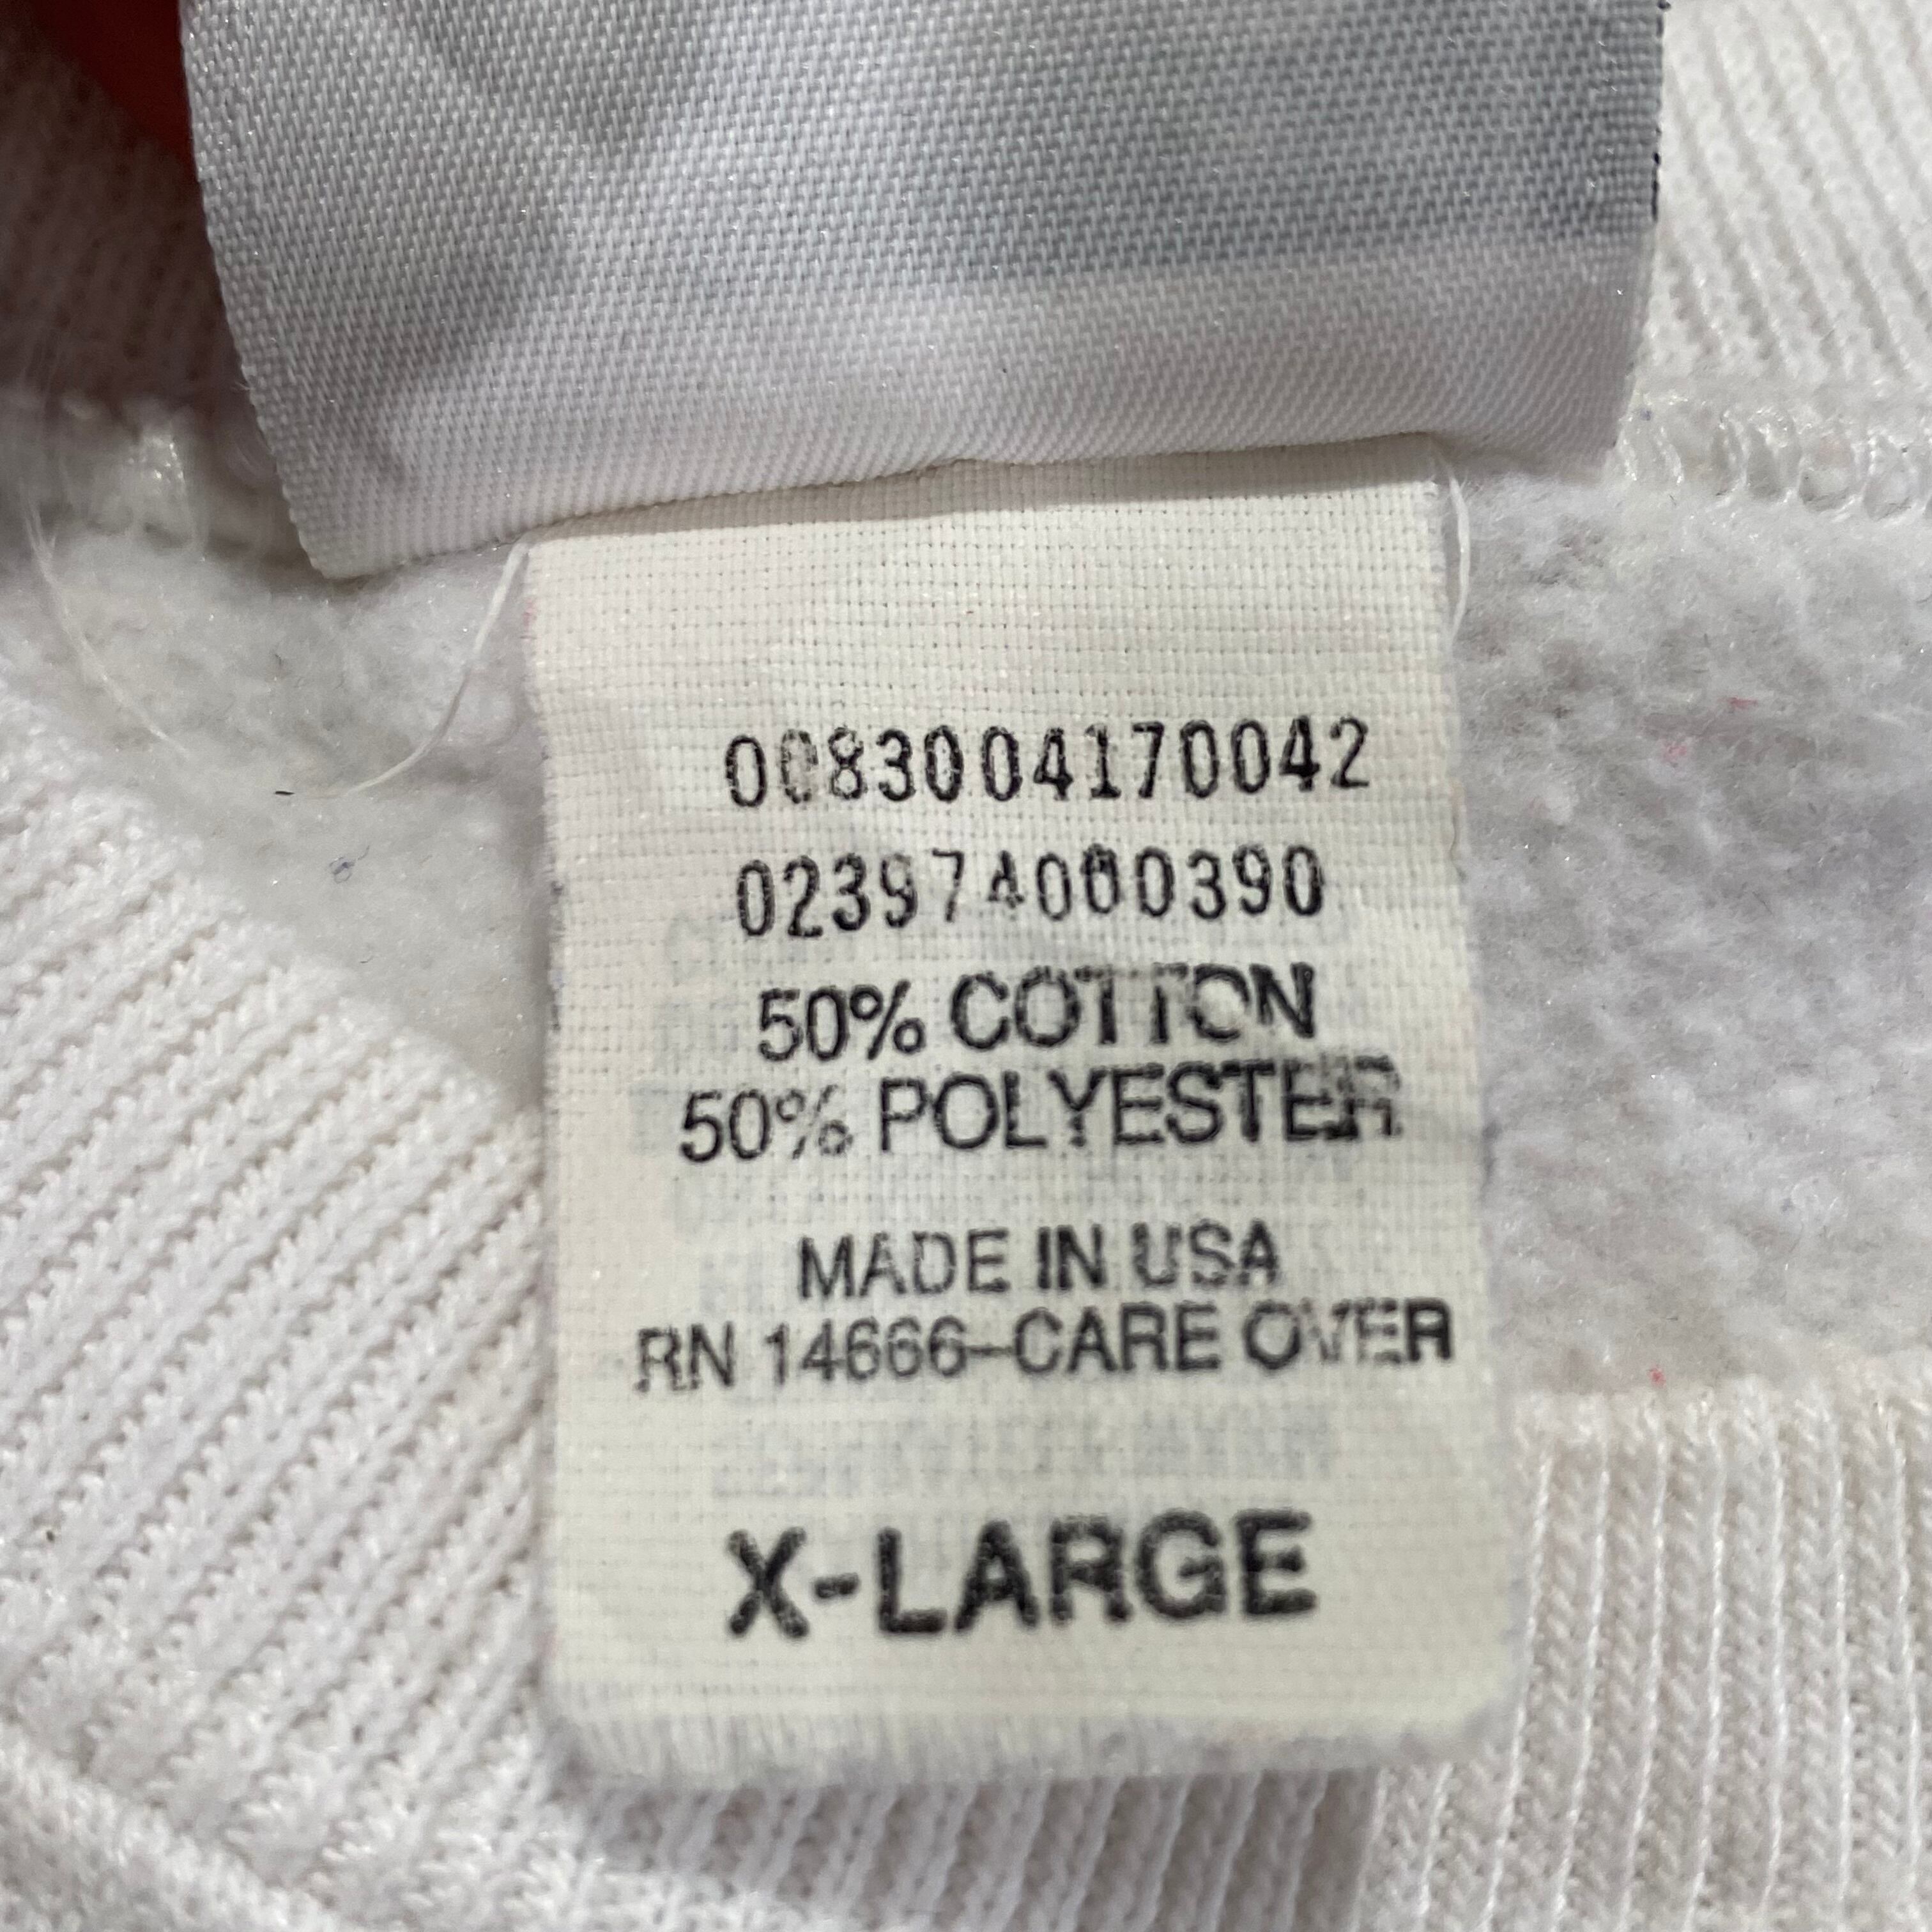 0083004170042
023974000390
50% COTTON
50% POLYESTER
MADE IN USA
RN 14666–CARE OVER
X-LARGE